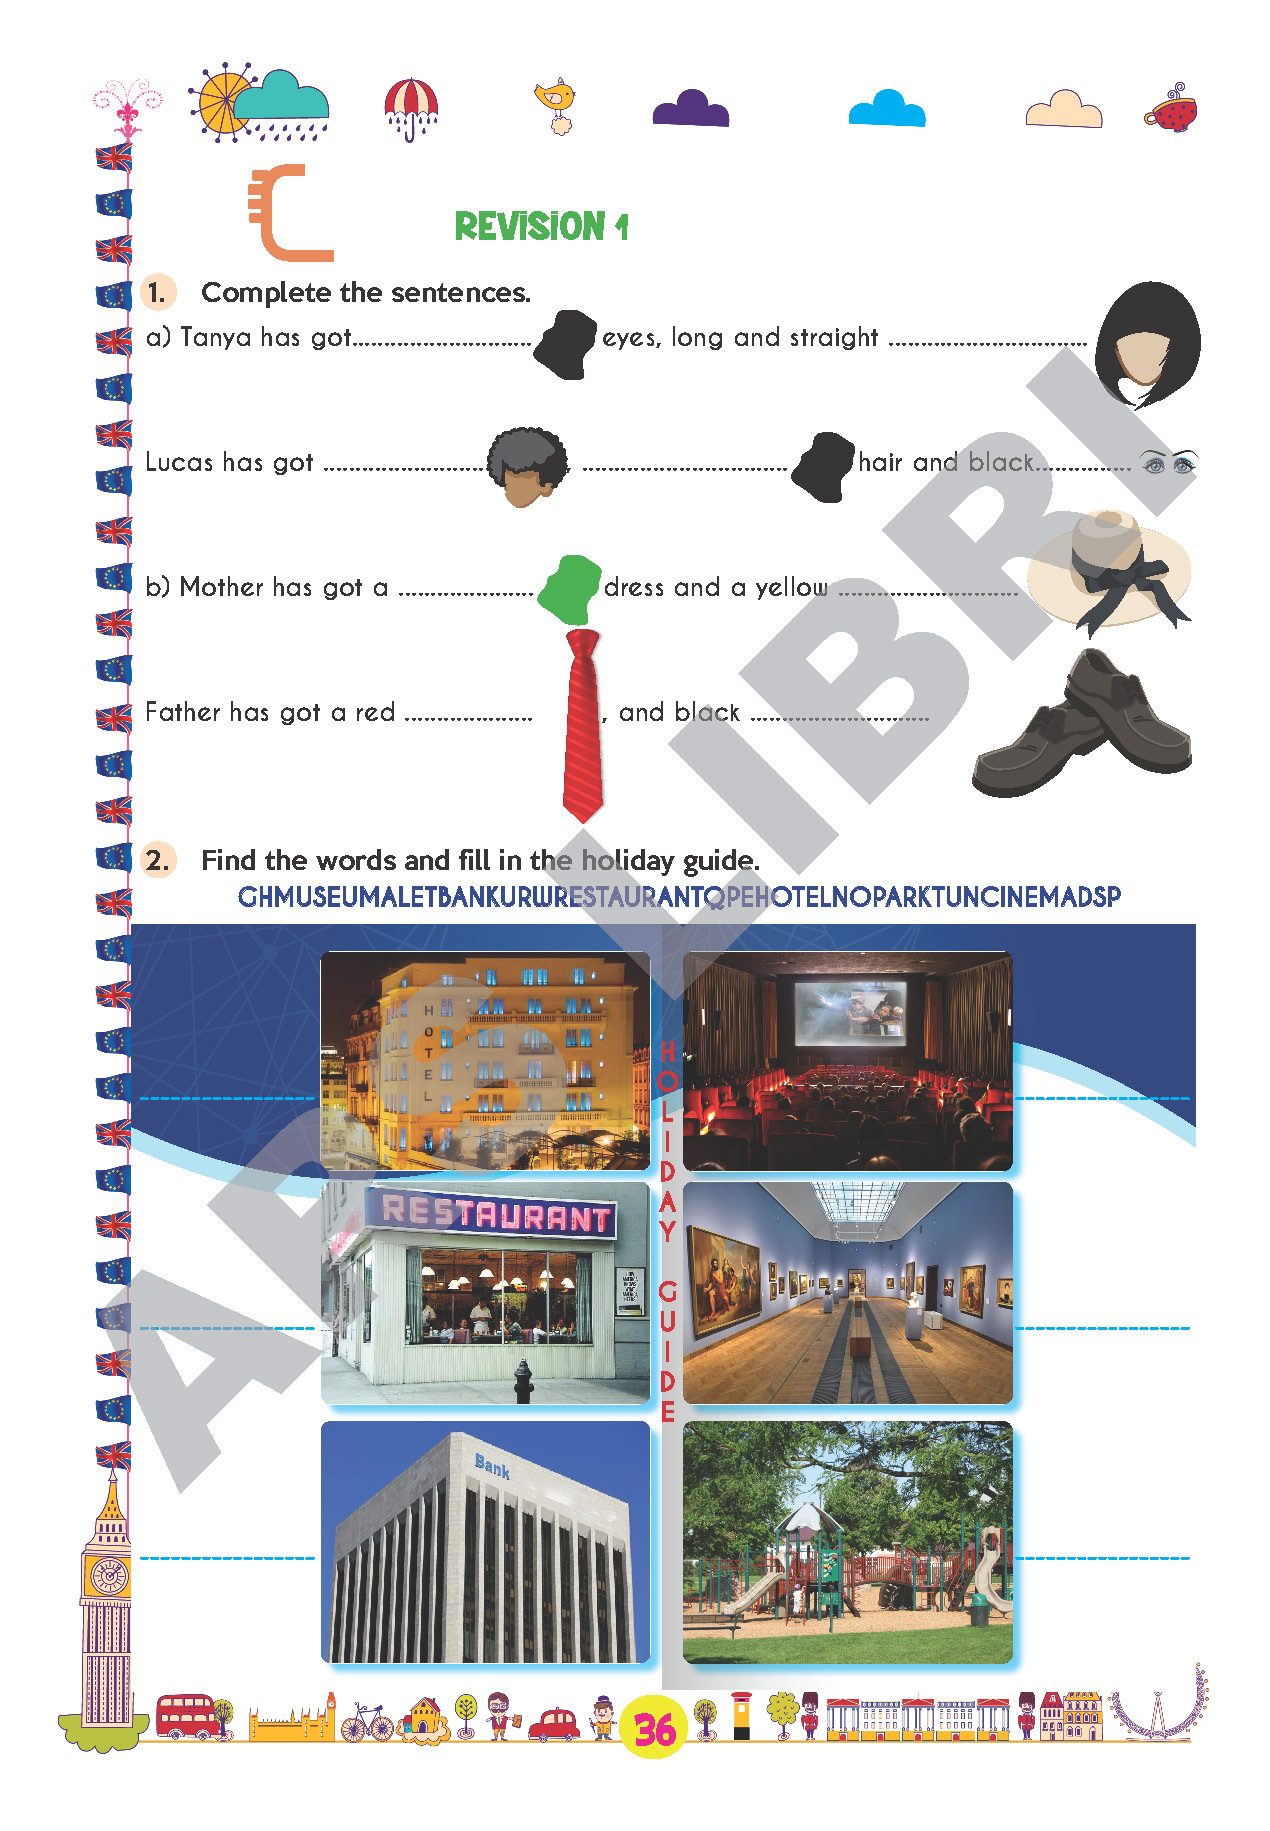 REVISION 1
1. Complete the sentences.
a) Tanya has got............................ eyes, long and straight ...............................
Lucas has got ........................., ................................ hair and black...............
b) Mother has got a ..................... dress and a yellow ............................
Father has got a red .................... , and black ............................
2. Find the words and fill in the holiday guide.
GHMUSEUMALETBANKURWRESTAURANTQPEHOTELNOPARKTUNCINEMADSP
HOTEL
HOLIDAY GUIDE
RESTAURANT
Bank
36
ARS LIBRI